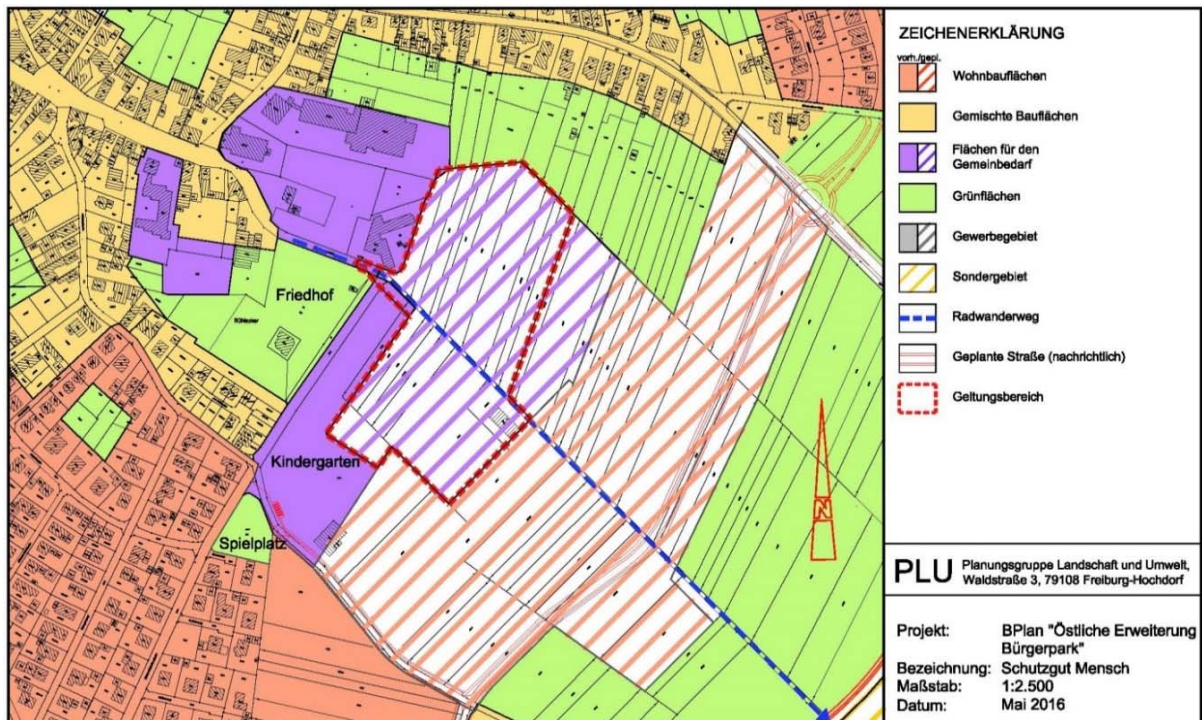 Friedhof
Kindergarten
Spielplatz
ZEICHENERKLÄRUNG
vorh./gepl.
Wohnbauflächen
Gemischte Bauflächen
Flächen für den
Gemeinbedarf
Grünflächen
Gewerbegebiet
Sondergebiet
Radwanderweg
Geplante Straße (nachrichtlich)
Geltungsbereich
N
PLU Planungsgruppe Landschaft und Umwelt,
Waldstraße 3, 79108 Freiburg-Hochdorf
Projekt: BPlan "Östliche Erweiterung
Bürgerpark"
Bezeichnung: Schutzgut Mensch
Maßstab: 1:2.500
Datum: Mai 2016